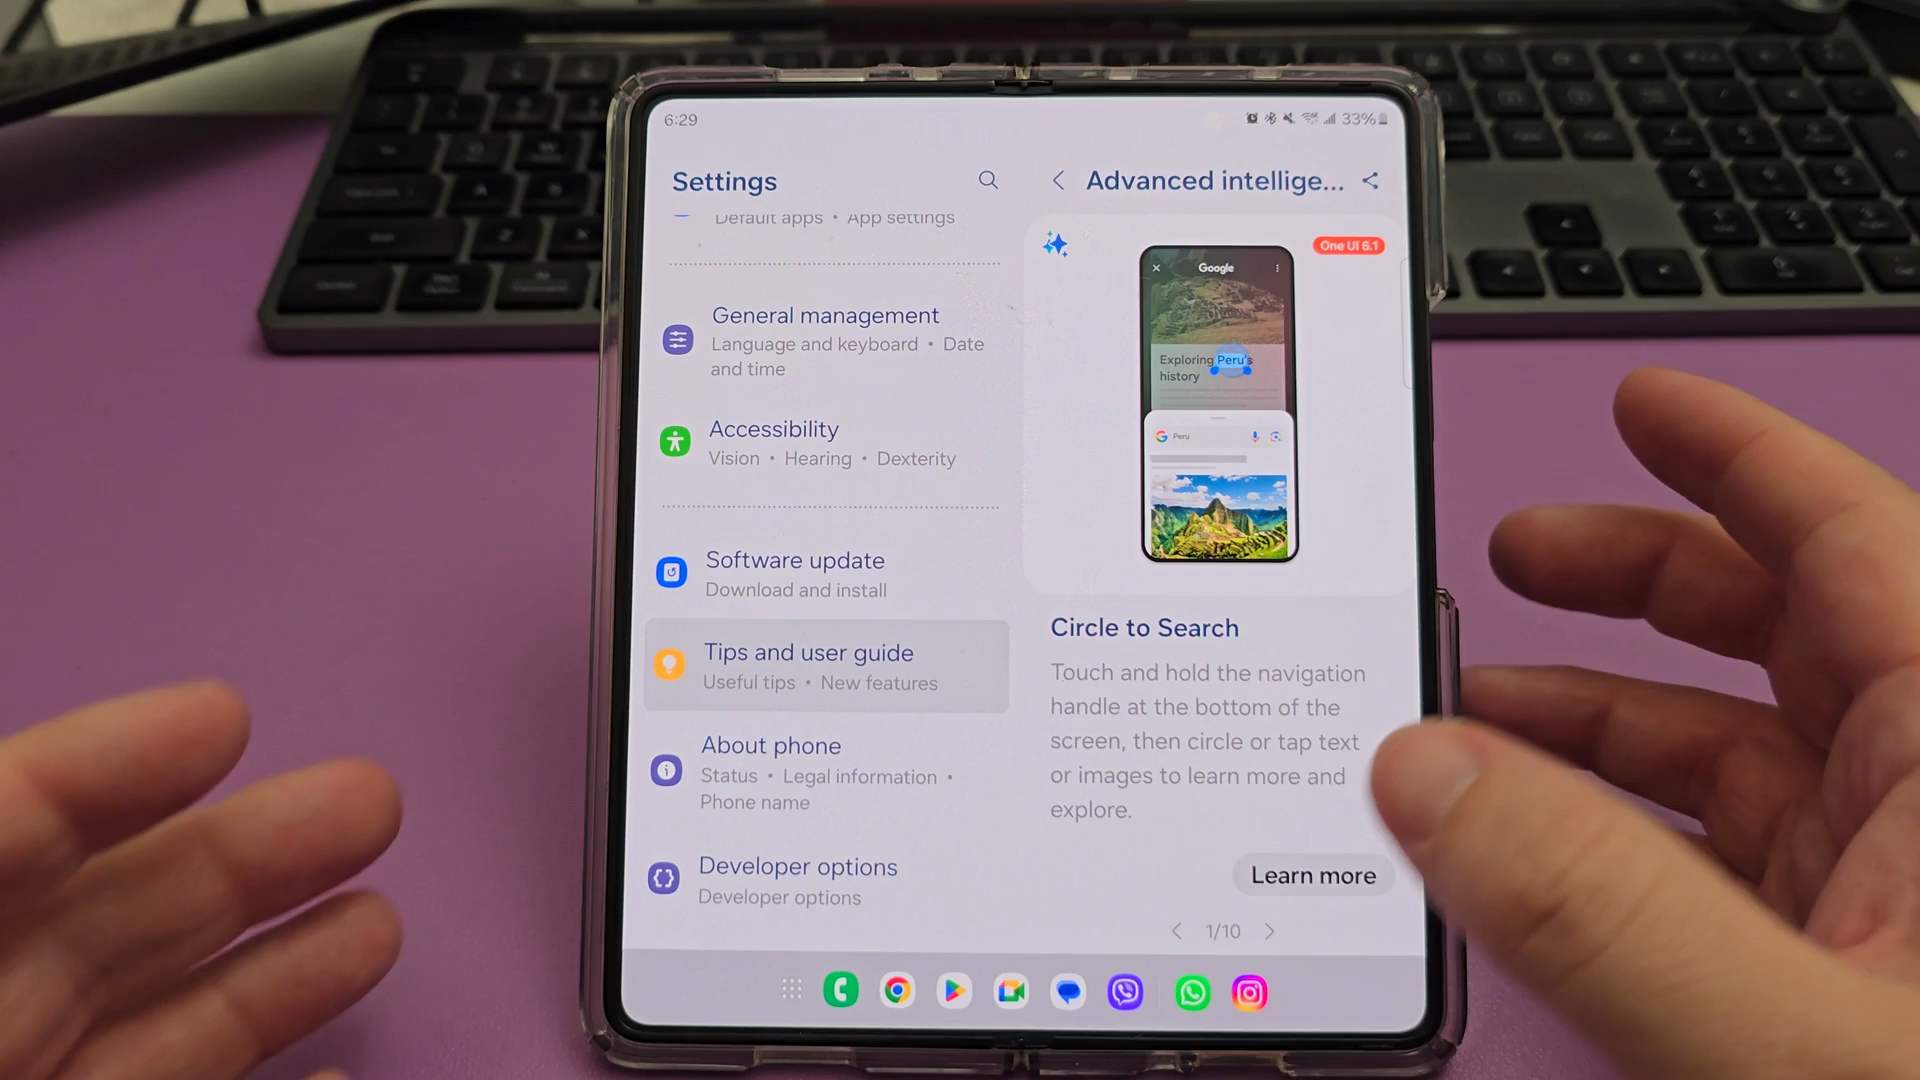 6:29
33%
Settings
Default apps • App settings
General management
Language and keyboard • Date
and time
Accessibility
Vision • Hearing • Dexterity
Software update
Download and install
Tips and user guide
Useful tips • New features
About phone
Status • Legal information •
Phone name
Developer options
Developer options
Advanced intellige...
One UI 6.1
Google
Exploring Peru's
history
Peru
Circle to Search
Touch and hold the navigation
handle at the bottom of the
screen, then circle or tap text
or images to learn more and
explore.
Learn more
1/10